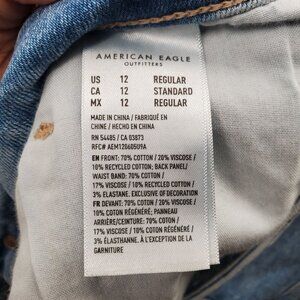 AMERICAN EAGLE
OUTFITTERS
US 12 REGULAR
CA 12 STANDARD
MX 12 REGULAR
MADE IN CHINA / FABRIQUÉ EN
CHINE / HECHO EN CHINA
RN 54485 / CA 03873
RFC# AEM120605U9A
EN FRONT: 70% COTTON / 20% VISCOSE /
10% RECYCLED COTTON; BACK PANEL/
WAIST BAND: 70% COTTON /
17% VISCOSE / 10% RECYCLED COTTON /
3% ELASTANE. EXCLUSIVE OF DECORATION
FR DEVANT: 70% COTON / 20% VISCOSE /
10% COTON RÉGÉNÉRÉ; PANNEAU
ARRIÈRE/CEINTURE: 70% COTON /
17% VISCOSE / 10% COTON RÉGÉNÉRÉ /
3% ÉLASTHANNE. À L'EXCEPTION DE LA
GARNITURE